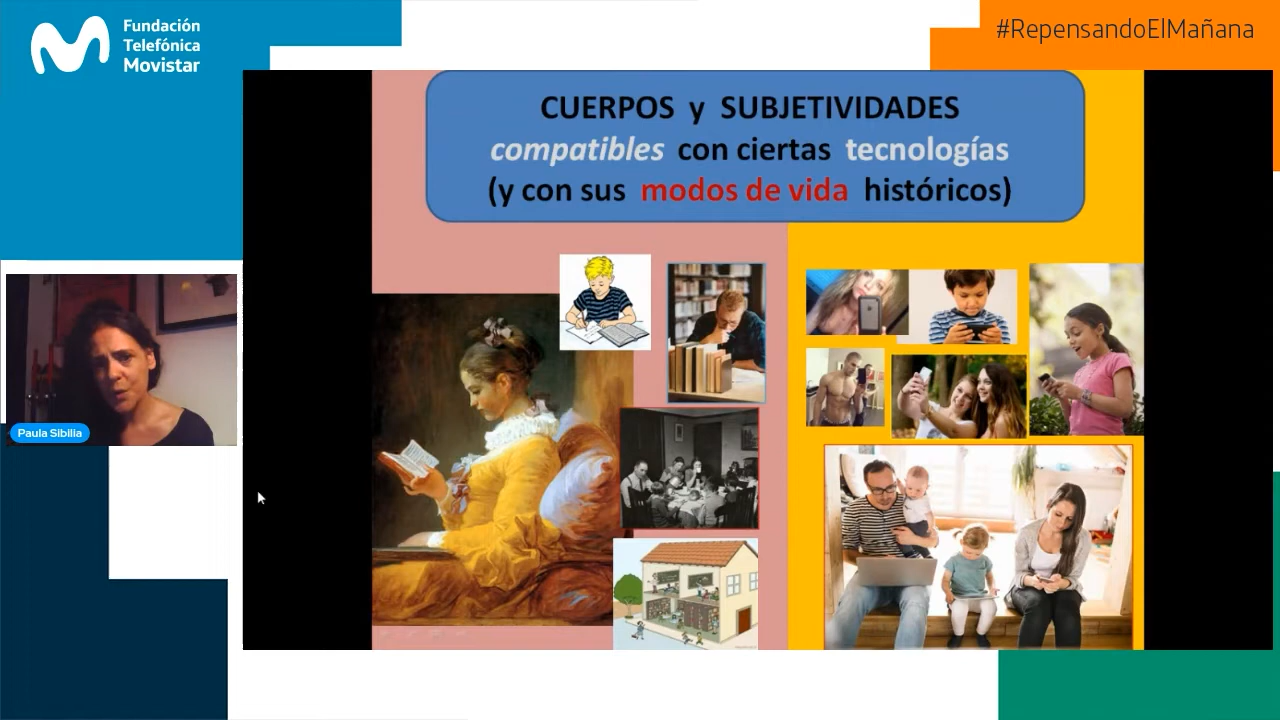 Fundación
Telefónica
Movistar
#RepensandoElMañana
CUERPOS y SUBJETIVIDADES
compatibles con ciertas tecnologías
(y con sus modos de vida históricos)
Paula Sibilia